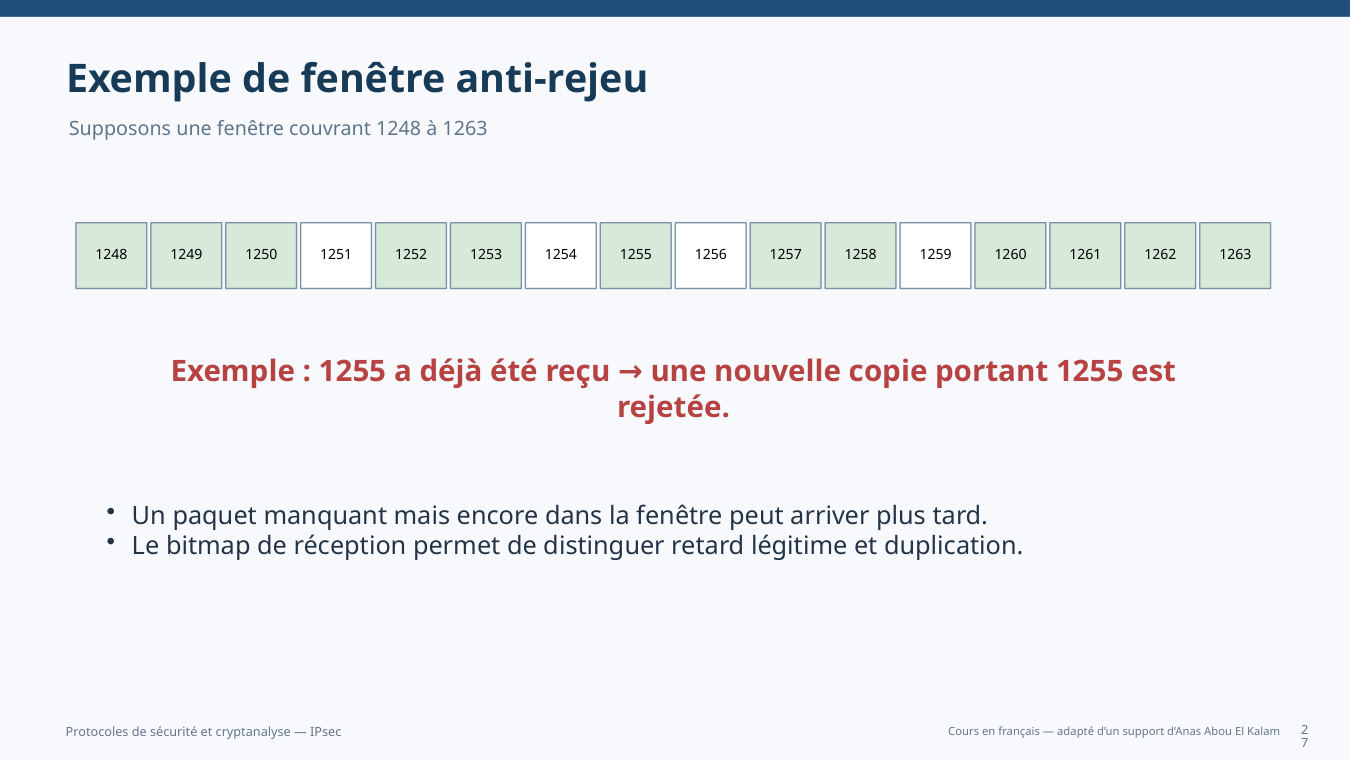 Exemple de fenêtre anti-rejeu
Supposons une fenêtre couvrant 1248 à 1263
1248 1249 1250 1251 1252 1253 1254 1255 1256 1257 1258 1259 1260 1261 1262 1263
Exemple : 1255 a déjà été reçu → une nouvelle copie portant 1255 est
rejetée.
• Un paquet manquant mais encore dans la fenêtre peut arriver plus tard.
• Le bitmap de réception permet de distinguer retard légitime et duplication.
Protocoles de sécurité et cryptanalyse — IPsec
Cours en français — adapté d’un support d’Anas Abou El Kalam
2
7